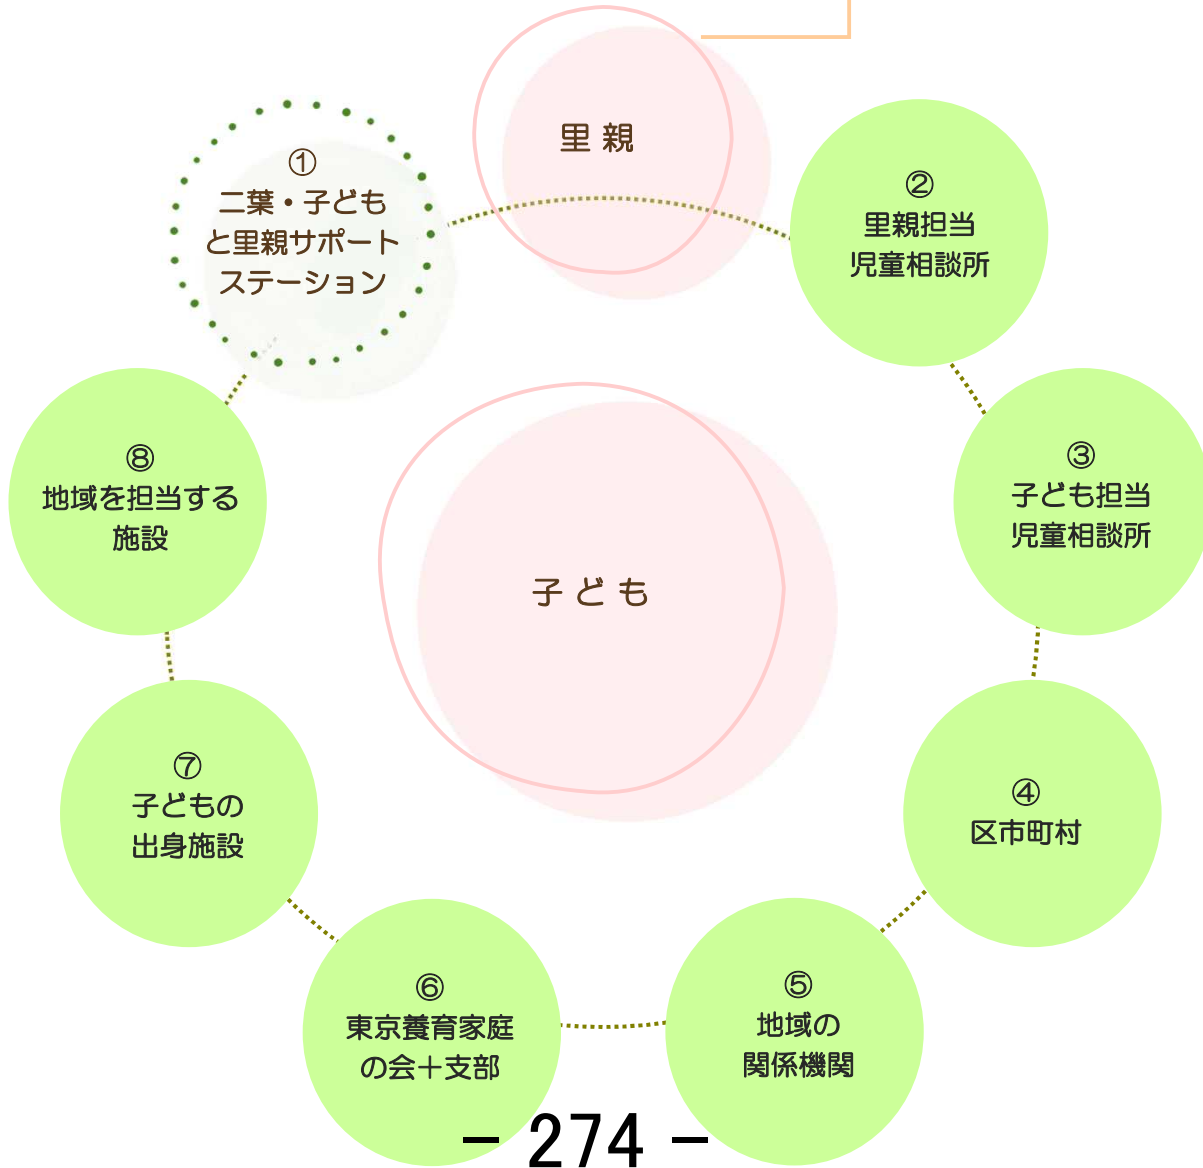 里親
①
二葉・子ども
と里親サポート
ステーション
②
里親担当
児童相談所
③
子ども担当
児童相談所
④
区市町村
⑤
地域の
関係機関
⑥
東京養育家庭
の会＋支部
⑦
子どもの
出身施設
⑧
地域を担当する
施設
子ども
－ 274 －